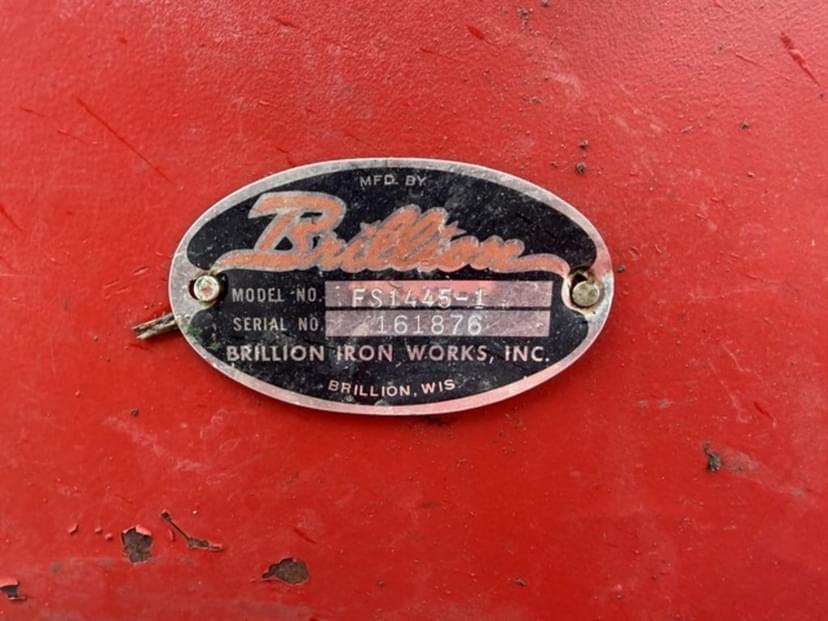 MFD. BY
Brillion
MODEL NO. FS1445-1
SERIAL NO. 161876
BRILLION IRON WORKS, INC.
BRILLION, WIS